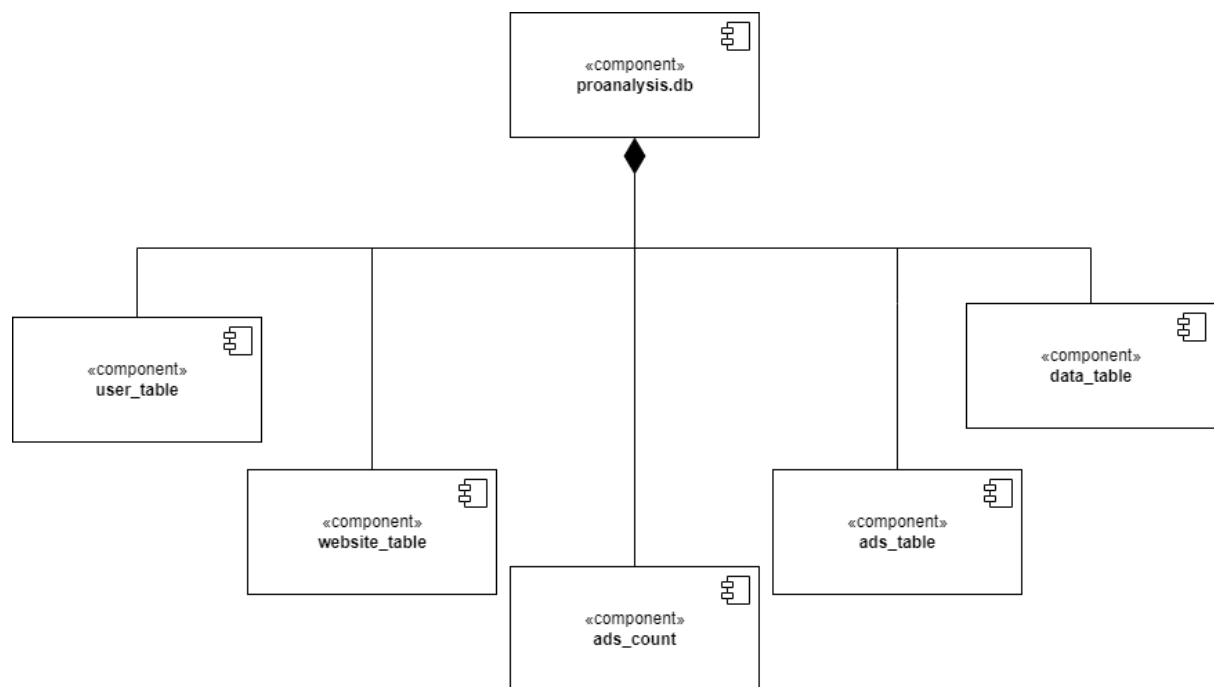 «component»
proanalysis.db
«component»
user_table
«component»
data_table
«component»
website_table
«component»
ads_table
«component»
ads_count